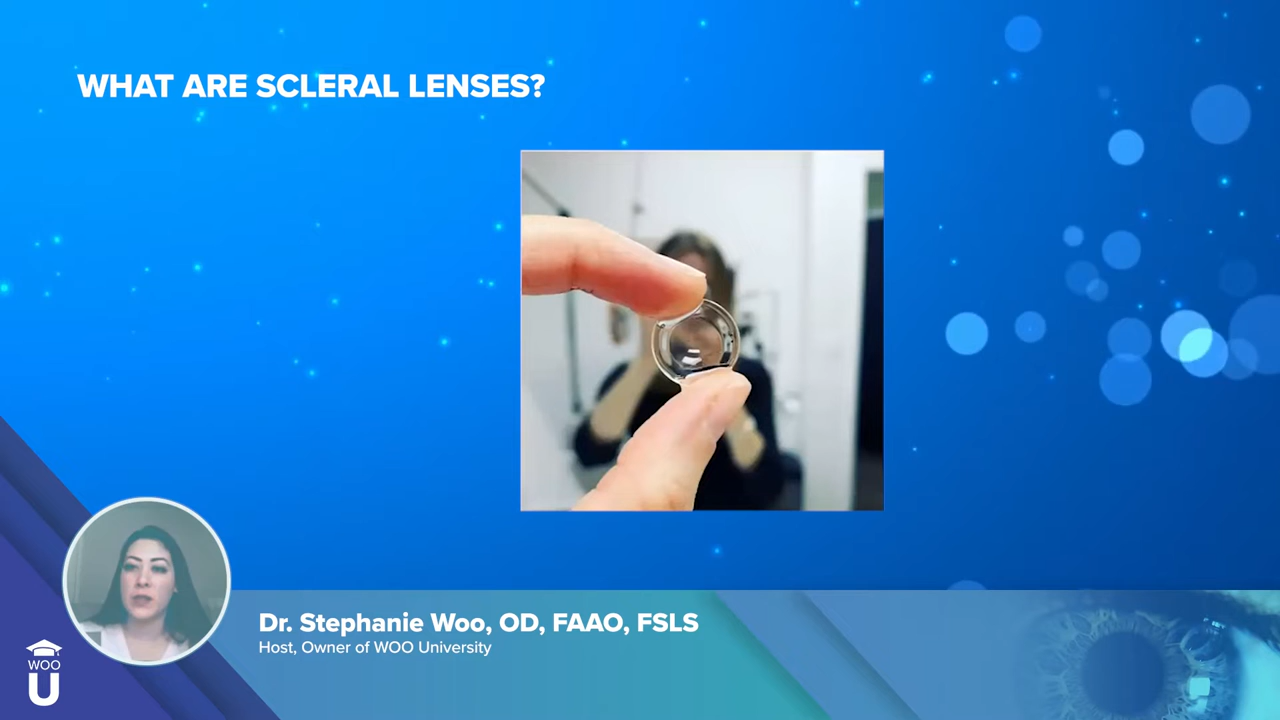 WHAT ARE SCLERAL LENSES?
Dr. Stephanie Woo, OD, FAAO, FSLS
Host, Owner of WOO University
WOO
U